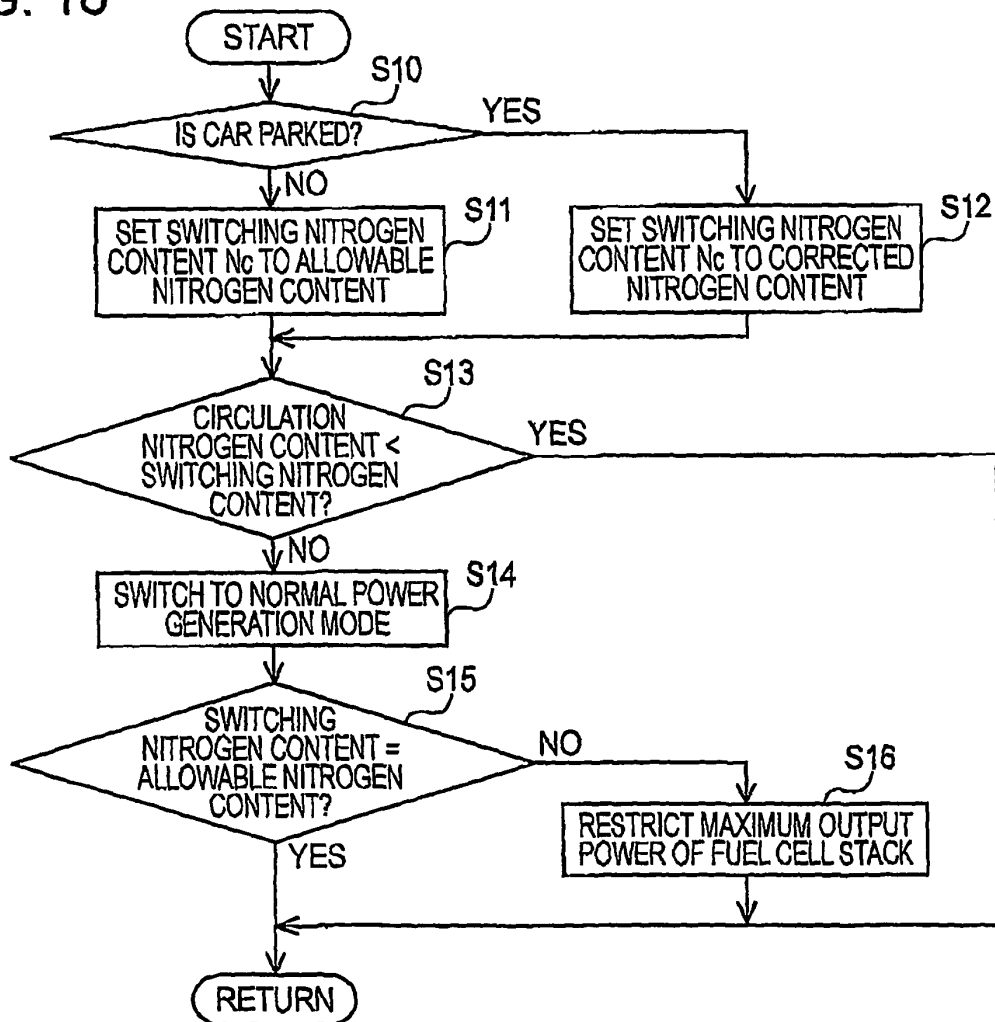 START
S10
IS CAR PARKED?
YES
NO
S11
SET SWITCHING NITROGEN
CONTENT Nc TO ALLOWABLE
NITROGEN CONTENT
S12
SET SWITCHING NITROGEN
CONTENT Nc TO CORRECTED
NITROGEN CONTENT
S13
CIRCULATION
NITROGEN CONTENT <
SWITCHING NITROGEN
CONTENT?
YES
NO
S14
SWITCH TO NORMAL POWER
GENERATION MODE
S15
SWITCHING
NITROGEN CONTENT =
ALLOWABLE NITROGEN
CONTENT?
NO
YES
S16
RESTRICT MAXIMUM OUTPUT
POWER OF FUEL CELL STACK
RETURN